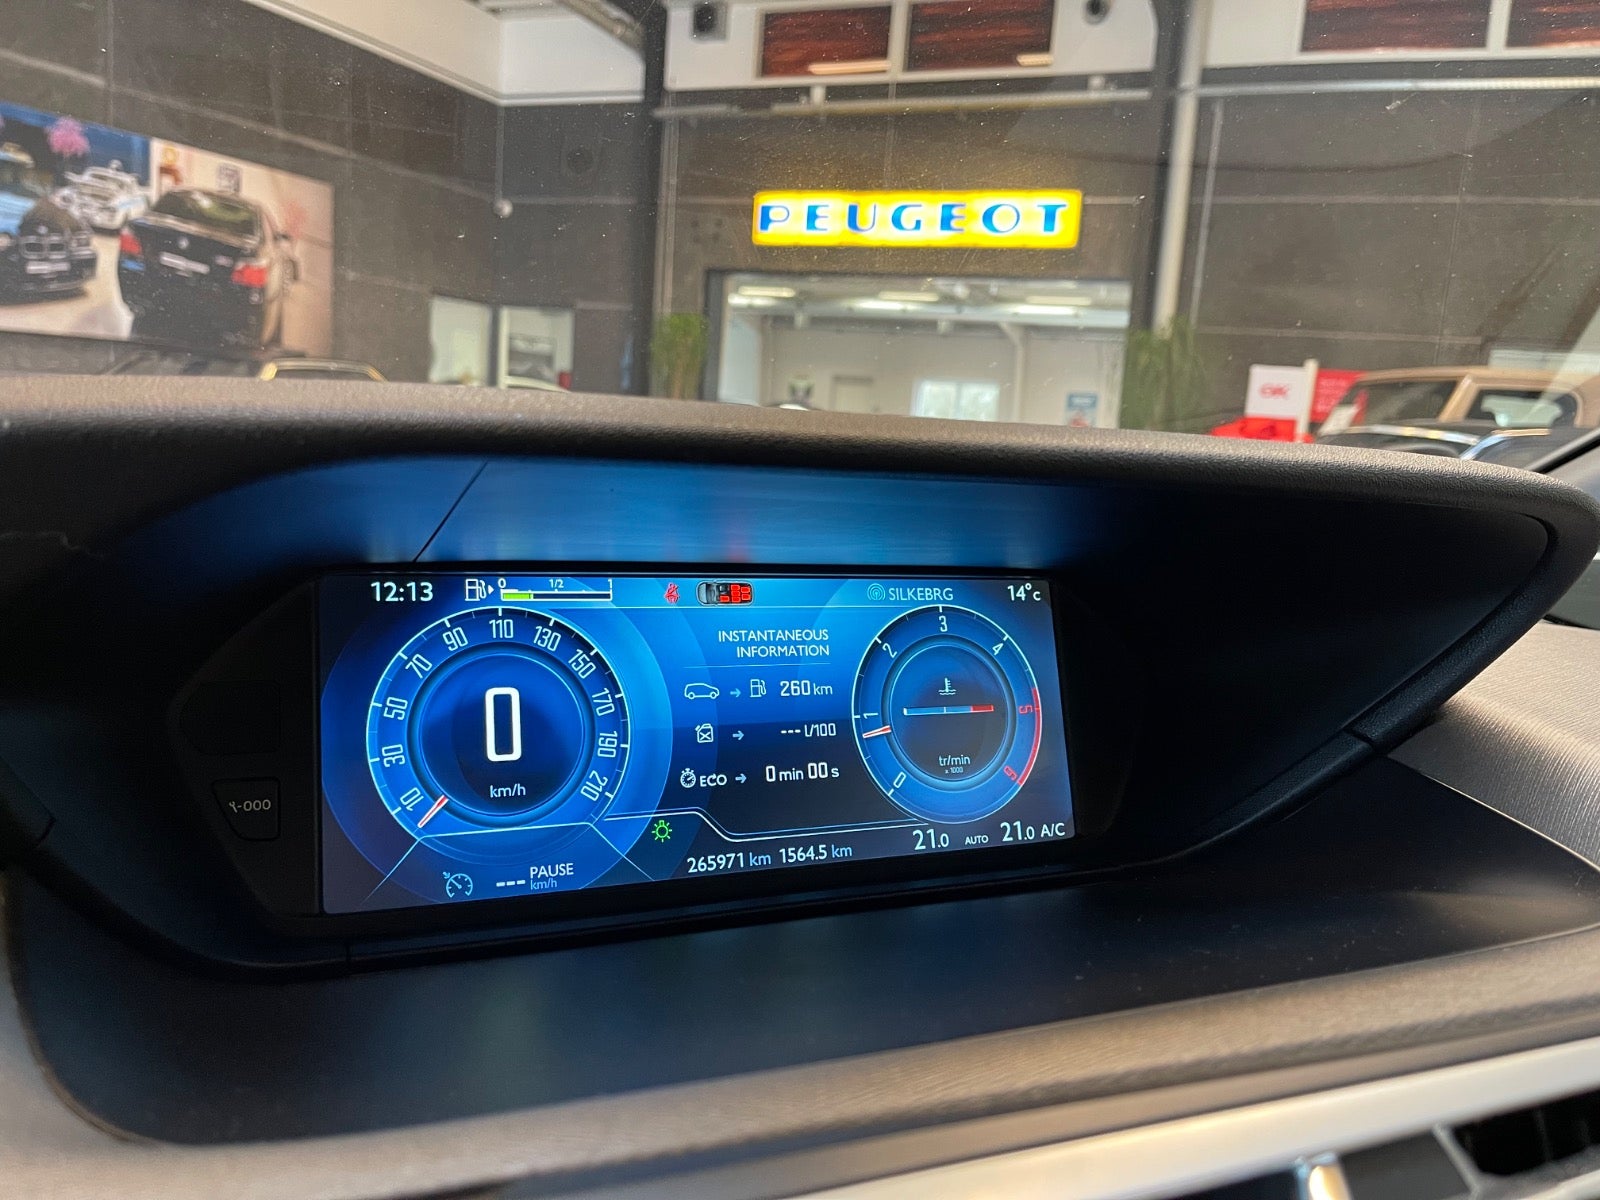 PEUGEOT
OK
12:13
0 1/2 1
SILKEBRG
14°c
10 30 50 70 90 110 130 150 170 190 210
0
km/h
INSTANTANEOUS
INFORMATION
260 km
--- l/100
ECO 0 min 00 s
0 1 2 3 4 5 6
tr/min
x 1000
000
PAUSE
--- km/h
265971 km 1564.5 km
21.0 AUTO 21.0 A/C